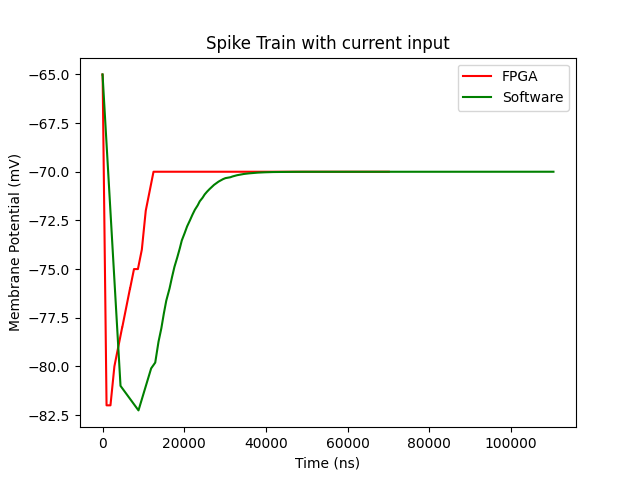 Spike Train with current input
FPGA
Software
−65.0
−67.5
−70.0
−72.5
−75.0
−77.5
−80.0
−82.5
Membrane Potential (mV)
0 20000 40000 60000 80000 100000
Time (ns)